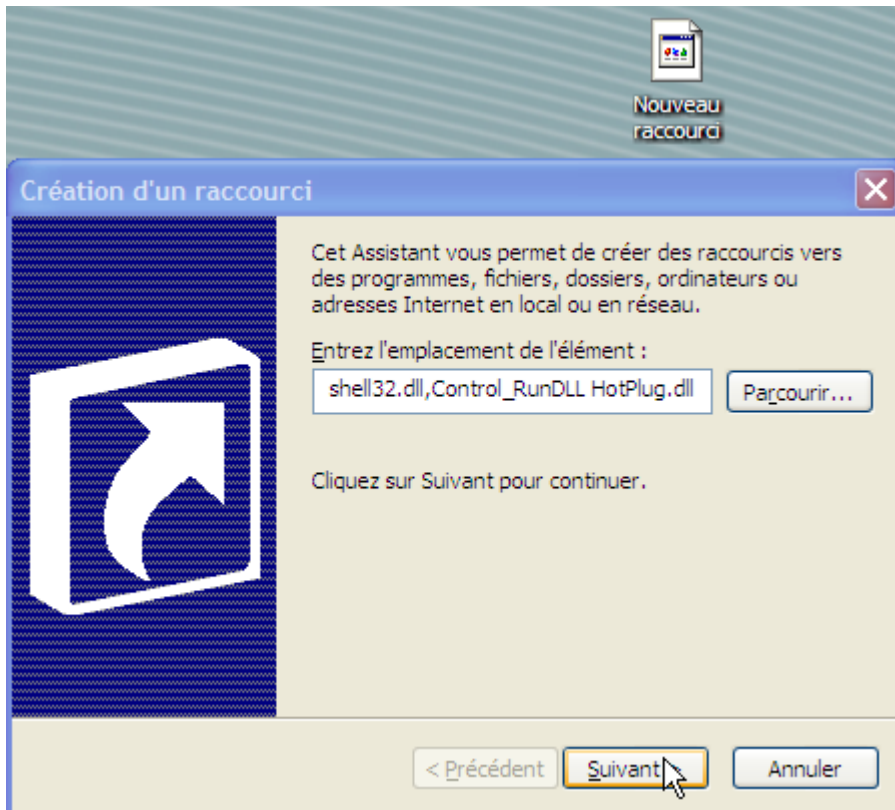 Nouveau
raccourci
Création d'un raccourci
Cet Assistant vous permet de créer des raccourcis vers
des programmes, fichiers, dossiers, ordinateurs ou
adresses Internet en local ou en réseau.
Entrez l'emplacement de l'élément :
shell32.dll,Control_RunDLL HotPlug.dll
Parcourir...
Cliquez sur Suivant pour continuer.
< Précédent
Suivant
Annuler